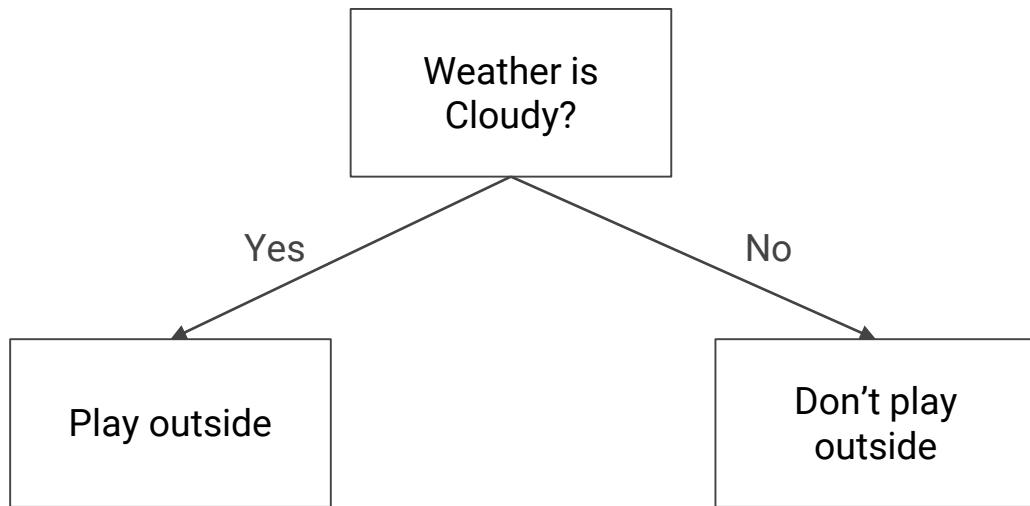 Weather is
Cloudy?
Yes
No
Play outside
Don’t play
outside